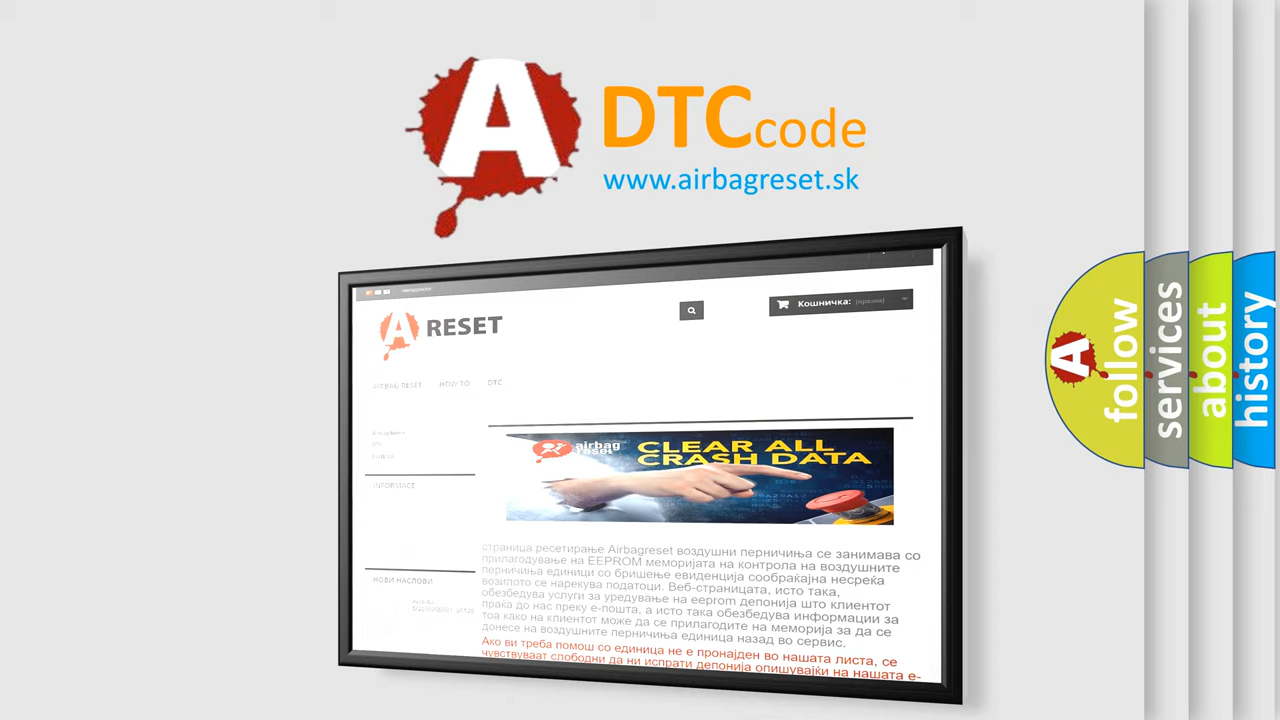 A
DTC code
www.airbagreset.sk
A RESET
Кошничка: (празна)
AIRBAG RESET HOW TO DTC
INFORMACE
airbag reset
CLEAR ALL
CRASH DATA
страница ресетирање Airbagreset воздушни перничиња се занимава со
прилагодување на EEPROM меморијата на контрола на воздушните
перничиња единици со бришење евиденција сообраќајна несреќа
возилото се нарекува податоци. Веб-страницата, исто така,
обезбедува услуги за уредување на eeprom депонија што клиентот
праќа до нас преку е-пошта, а исто така обезбедува информации за
тоа како на клиентот може да се прилагодите на меморија за да се
донесе на воздушните перничиња единица назад во сервис.
Ако ви треба помош со единица не е пронајден во нашата листа, се
чувствуваат слободни да ни испрати депонија опишувајќи на нашата е-
НОВИ НАСЛОВИ
A follow
services
about
history